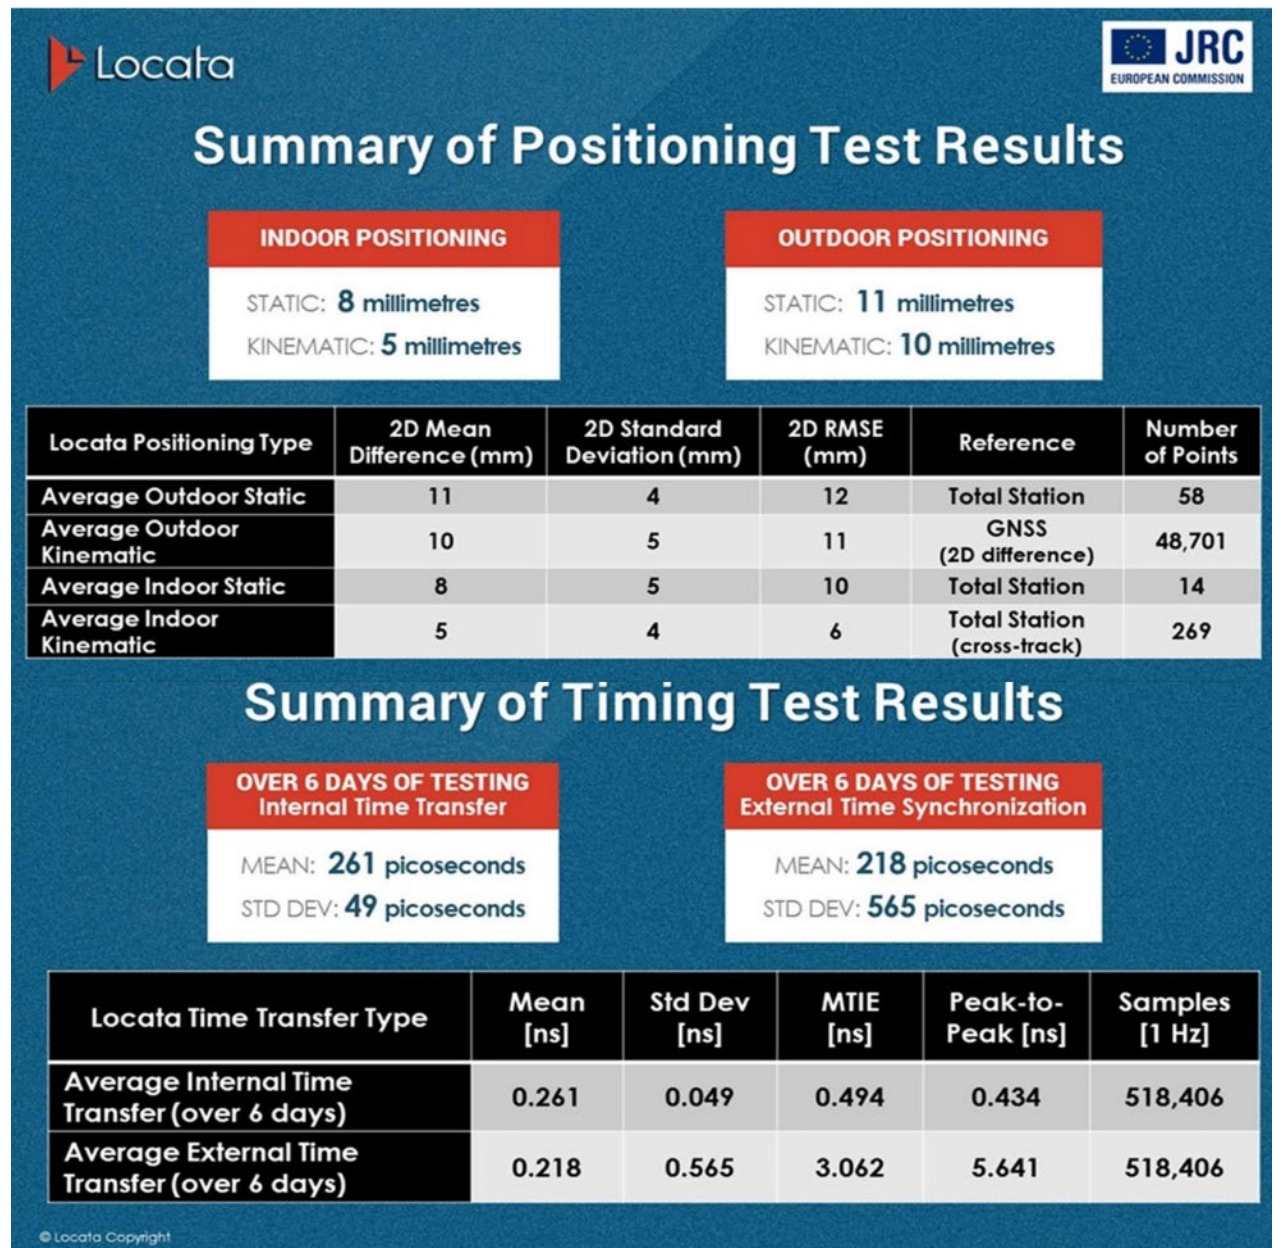 Locata
JRC
EUROPEAN COMMISSION
Summary of Positioning Test Results
INDOOR POSITIONING
STATIC: 8 millimetres
KINEMATIC: 5 millimetres
OUTDOOR POSITIONING
STATIC: 11 millimetres
KINEMATIC: 10 millimetres
Locata Positioning Type 2D Mean Difference (mm) 2D Standard Deviation (mm) 2D RMSE (mm) Reference Number of Points
Average Outdoor Static 11 4 12 Total Station 58
Average Outdoor Kinematic 10 5 11 GNSS (2D difference) 48,701
Average Indoor Static 8 5 10 Total Station 14
Average Indoor Kinematic 5 4 6 Total Station (cross-track) 269
Summary of Timing Test Results
OVER 6 DAYS OF TESTING
Internal Time Transfer
MEAN: 261 picoseconds
STD DEV: 49 picoseconds
OVER 6 DAYS OF TESTING
External Time Synchronization
MEAN: 218 picoseconds
STD DEV: 565 picoseconds
Locata Time Transfer Type Mean [ns] Std Dev [ns] MTIE [ns] Peak-to-Peak [ns] Samples [1 Hz]
Average Internal Time Transfer (over 6 days) 0.261 0.049 0.494 0.434 518,406
Average External Time Transfer (over 6 days) 0.218 0.565 3.062 5.641 518,406
© Locata Copyright